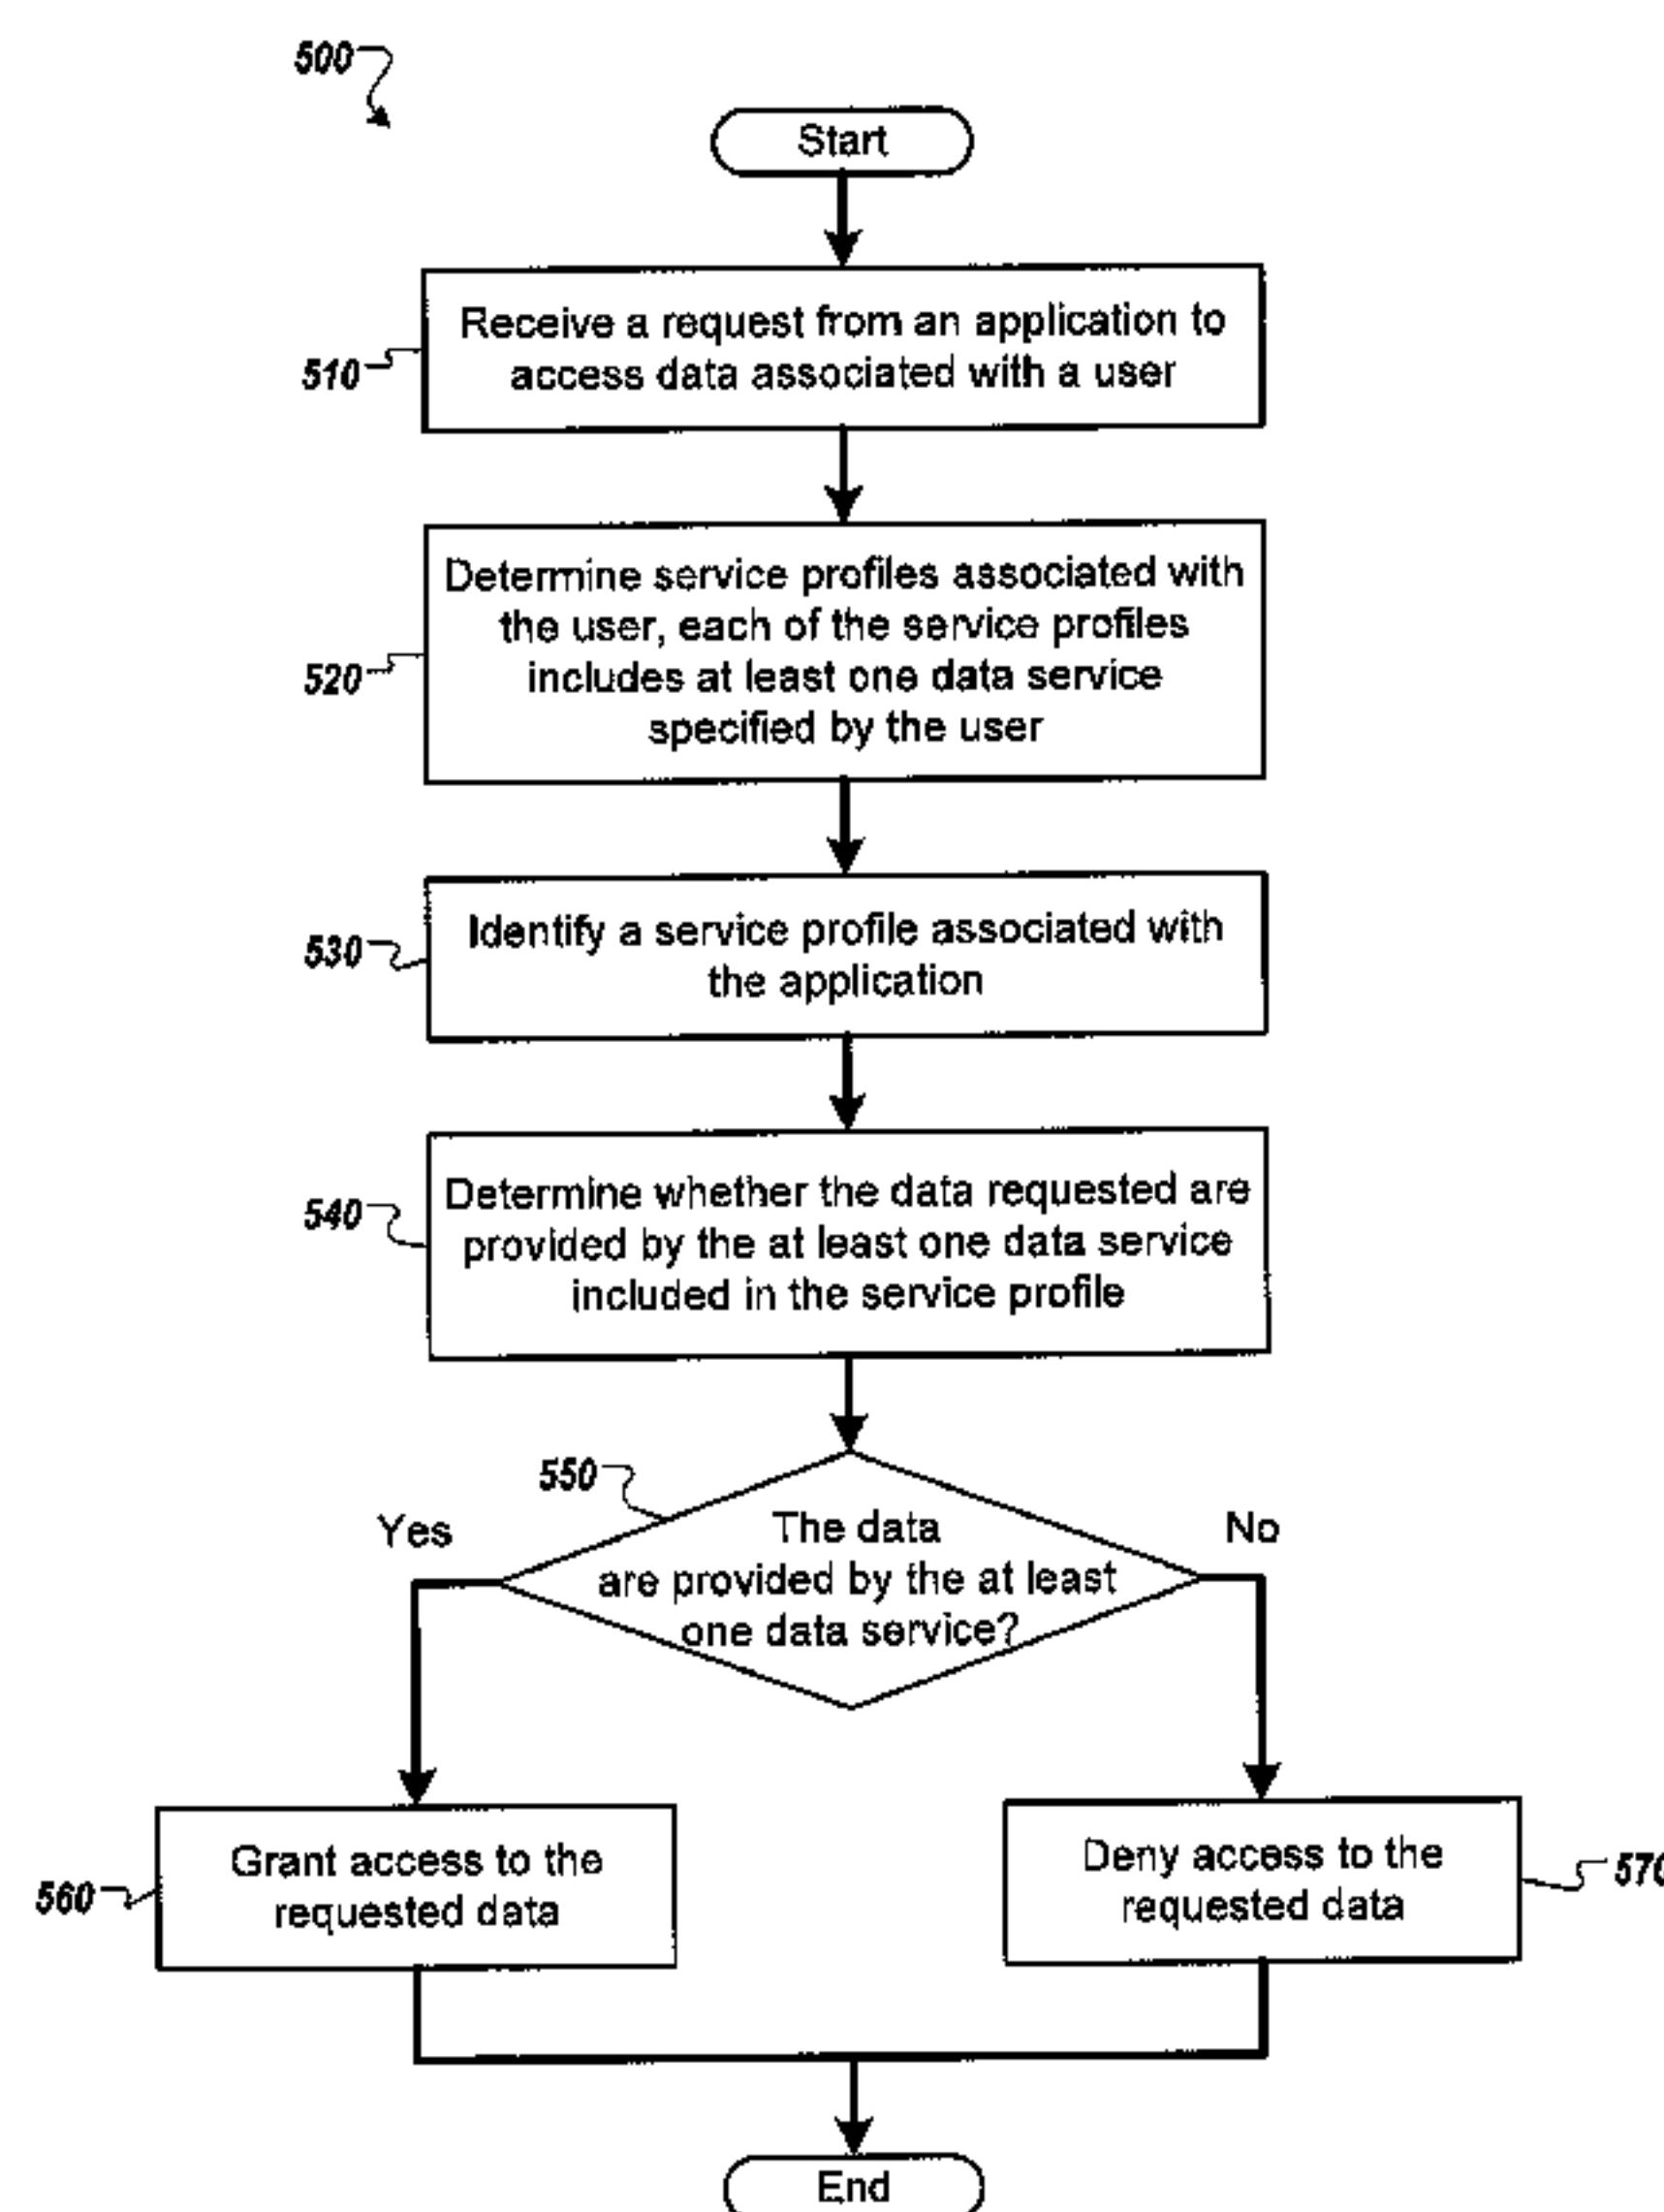 500
Start
Receive a request from an application to
access data associated with a user
510
Determine service profiles associated with
the user, each of the service profiles
includes at least one data service
specified by the user
520
Identify a service profile associated with
the application
530
Determine whether the data requested are
provided by the at least one data service
included in the service profile
540
550
Yes
No
The data
are provided by the at least
one data service?
Grant access to the
requested data
560
Deny access to the
requested data
570
End